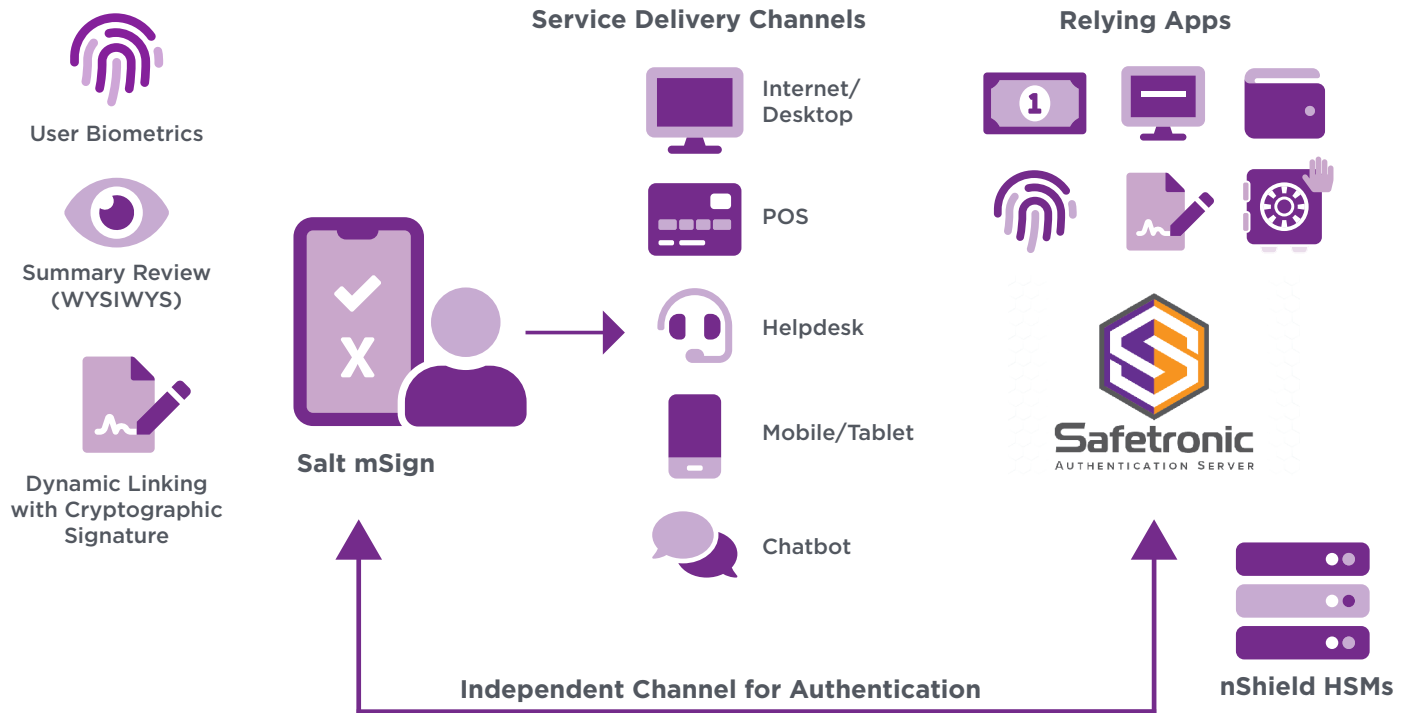 User Biometrics
Summary Review
(WYSIWYS)
Dynamic Linking
with Cryptographic
Signature
X
Salt mSign
Service Delivery Channels
Internet/
Desktop
POS
Helpdesk
Mobile/Tablet
Chatbot
Relying Apps
1
Safetronic
AUTHENTICATION SERVER
nShield HSMs
Independent Channel for Authentication